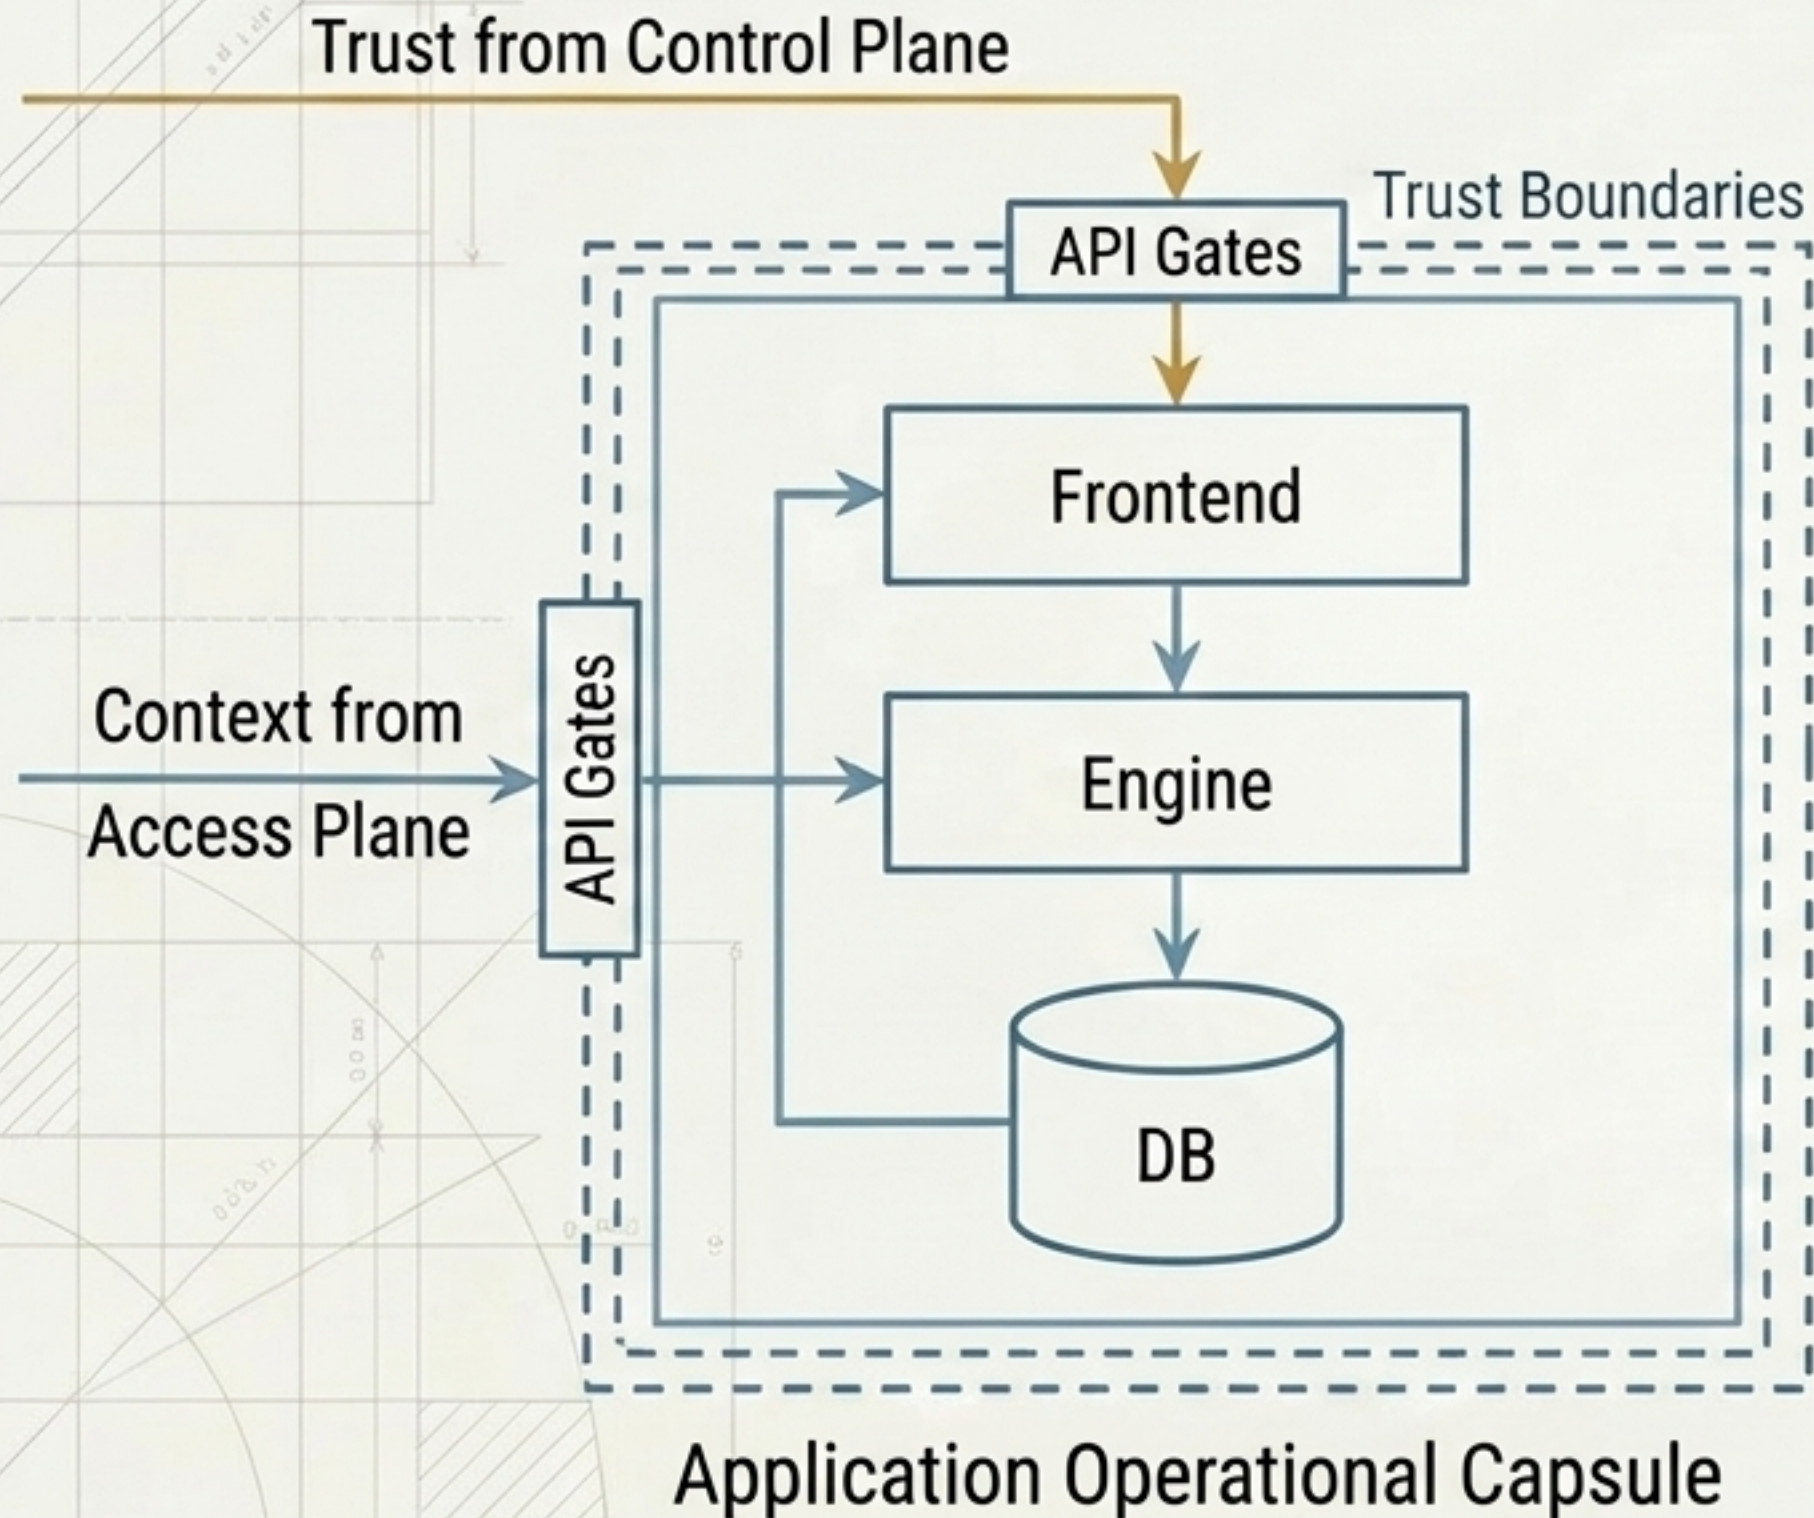 Trust from Control Plane
Trust Boundaries
API Gates
Frontend
Context from
Access Plane
API Gates
Engine
DB
Application Operational Capsule